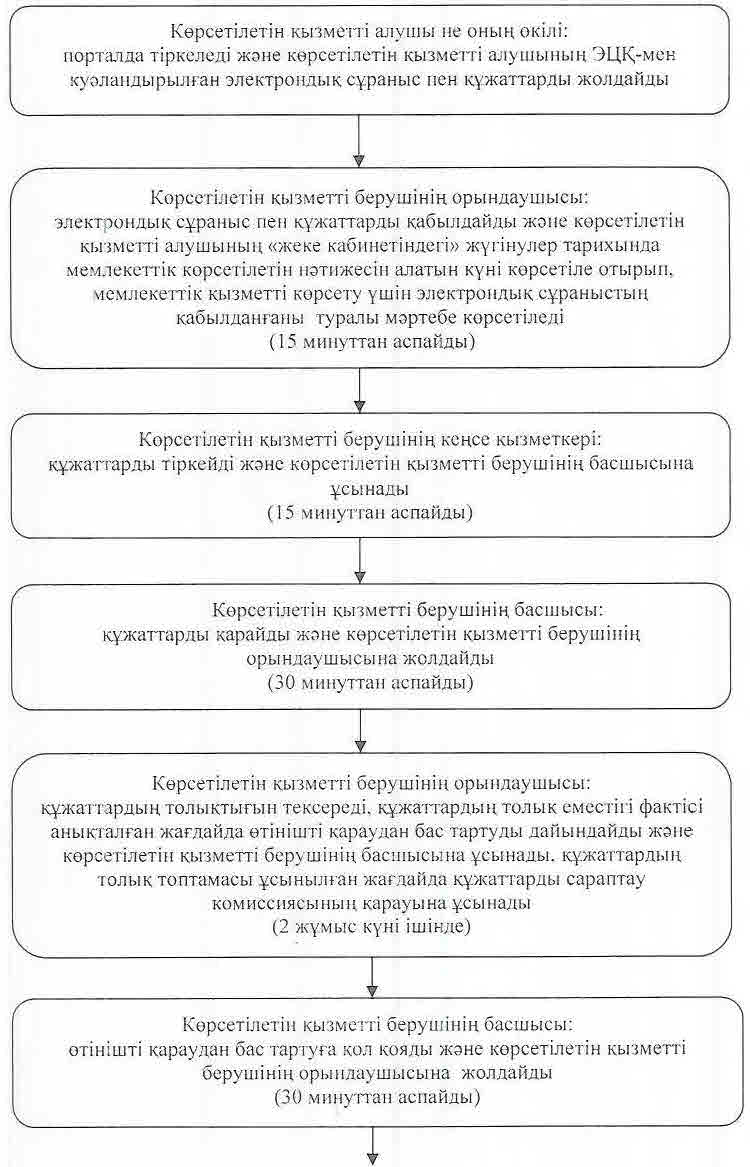 Көрсетілетін қызметті алушы не оның өкілі:
порталда тіркеледі және көрсетілетін қызметті алушының ЭЦҚ-мен
куәландырылған электрондық сұраныс пен құжаттарды жолдайды
Көрсетілетін қызметті берушінің орындаушысы:
электрондық сұраныс пен құжаттарды қабылдайды және көрсетілетін
қызметті алушының «жеке кабинетіндегі» жүгінулер тарихында
мемлекеттік көрсетілетін нәтижесін алатын күні көрсетіле отырып,
мемлекеттік қызметті көрсету үшін электрондық сұраныстың
қабылданғаны туралы мәртебе көрсетіледі
(15 минуттан аспайды)
Көрсетілетін қызметті берушінің кеңсе қызметкері:
құжаттарды тіркейді және көрсетілетін қызметті берушінің басшысына
ұсынады
(15 минуттан аспайды)
Көрсетілетін қызметті берушінің басшысы:
құжаттарды қарайды және көрсетілетін қызметті берушінің
орындаушысына жолдайды
(30 минуттан аспайды)
Көрсетілетін қызметті берушінің орындаушысы:
құжаттардың толықтығын тексереді, құжаттардың толық еместігі фактісі
анықталған жағдайда өтінішті қараудан бас тартуды дайындайды және
көрсетілетін қызметті берушінің басшысына ұсынады, құжаттардың
толық топтамасы ұсынылған жағдайда құжаттарды сараптау
комиссиясының қарауына ұсынады
(2 жұмыс күні ішінде)
Көрсетілетін қызметті берушінің басшысы:
өтінішті қараудан бас тартуға қол қояды және көрсетілетін қызметті
берушінің орындаушысына жолдайды
(30 минуттан аспайды)